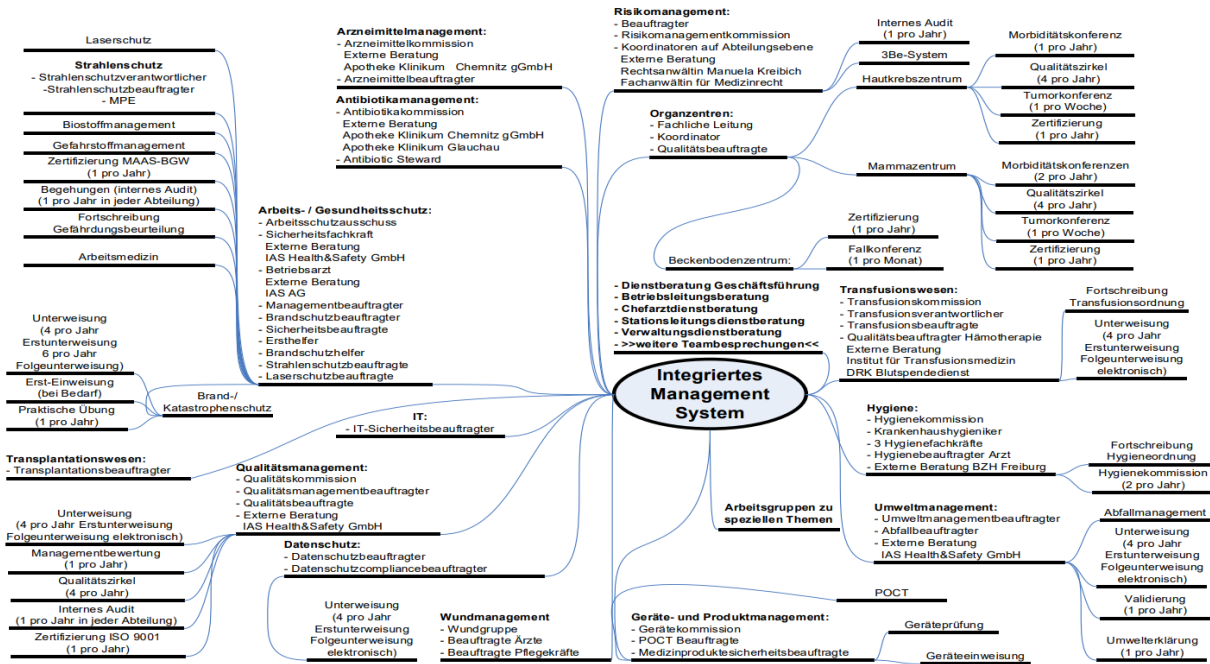 Laserschutz
Strahlenschutz
- Strahlenschutzverantwortlicher
-Strahlenschutzbeauftragter
- MPE
Biostoffmanagement
Gefahrstoffmanagement
Zertifizierung MAAS-BGW
(1 pro Jahr)
Begehungen (internes Audit)
(1 pro Jahr in jeder Abteilung)
Fortschreibung
Gefährdungsbeurteilung
Arbeitsmedizin
Arzneimittelmanagement:
- Arzneimittelkommission
Externe Beratung
Apotheke Klinikum Chemnitz gGmbH
- Arzneimittelbeauftragter
Antibiotikamanagement:
- Antibiotikakommission
Externe Beratung
Apotheke Klinikum Chemnitz gGmbH
Apotheke Klinikum Glauchau
- Antibiotic Steward
Arbeits- / Gesundheitsschutz:
- Arbeitsschutzausschuss
- Sicherheitsfachkraft
Externe Beratung
IAS Health&Safety GmbH
- Betriebsarzt
Externe Beratung
IAS AG
- Managementbeauftragter
- Brandschutzbeauftragter
- Sicherheitsbeauftragte
- Ersthelfer
- Brandschutzhelfer
- Strahlenschutzbeauftragte
- Laserschutzbeauftragte
Unterweisung
(4 pro Jahr
Erstunterweisung
6 pro Jahr
Folgeunterweisung)
Erst-Einweisung
(bei Bedarf)
Praktische Übung
(1 pro Jahr)
Brand-/
Katastrophenschutz
IT:
- IT-Sicherheitsbeauftragter
Transplantationswesen:
- Transplantationsbeauftragter
Qualitätsmanagement:
- Qualitätskommission
- Qualitätsmanagementbeauftragter
- Qualitätsbeauftragte
- Externe Beratung
IAS Health&Safety GmbH
Unterweisung
(4 pro Jahr Erstunterweisung
Folgeunterweisung elektronisch)
Managementbewertung
(1 pro Jahr)
Qualitätszirkel
(4 pro Jahr)
Internes Audit
(1 pro Jahr in jeder Abteilung)
Zertifizierung ISO 9001
(1 pro Jahr)
Datenschutz:
- Datenschutzbeauftragter
- Datenschutzcompliancebeauftragter
Unterweisung
(4 pro Jahr
Erstunterweisung
Folgeunterweisung
elektronisch)
Wundmanagement
- Wundgruppe
- Beauftragte Ärzte
- Beauftragte Pflegekräfte
Risikomanagement:
- Beauftragter
- Risikomanagementkommission
- Koordinatoren auf Abteilungsebene
Externe Beratung
Rechtsanwältin Manuela Kreibich
Fachanwältin für Medizinrecht
Internes Audit
(1 pro Jahr)
3Be-System
Hautkrebszentrum
Morbiditätskonferenz
(1 pro Jahr)
Qualitätszirkel
(4 pro Jahr)
Tumorkonferenz
(1 pro Woche)
Zertifizierung
(1 pro Jahr)
Organzentren:
- Fachliche Leitung
- Koordinator
- Qualitätsbeauftragte
Mammazentrum
Morbiditätskonferenzen
(2 pro Jahr)
Qualitätszirkel
(4 pro Jahr)
Tumorkonferenz
(1 pro Woche)
Zertifizierung
(1 pro Jahr)
Beckenbodenzentrum:
Zertifizierung
(1 pro Jahr)
Fallkonferenz
(1 pro Monat)
- Dienstberatung Geschäftsführung
- Betriebsleitungsberatung
- Chefarztdienstberatung
- Stationsleitungsdienstberatung
- Verwaltungsdienstberatung
- >>weitere Teambesprechungen<<
Integriertes
Management
System
Transfusionswesen:
- Transfusionskommission
- Transfusionsverantwortlicher
- Transfusionsbeauftragte
- Qualitätsbeauftragter Hämotherapie
Externe Beratung
Institut für Transfusionsmedizin
DRK Blutspendedienst
Fortschreibung
Transfusionsordnung
Unterweisung
(4 pro Jahr
Erstunterweisung
Folgeunterweisung
elektronisch)
Hygiene:
- Hygienekommission
- Krankenhaushygieniker
- 3 Hygienefachkräfte
- Hygienebeauftragter Arzt
- Externe Beratung BZH Freiburg
Fortschreibung
Hygieneordnung
Hygienekommission
(2 pro Jahr)
Arbeitsgruppen zu
speziellen Themen
Umweltmanagement:
- Umweltmanagementbeauftragter
- Abfallbeauftragter
- Externe Beratung
IAS Health&Safety GmbH
Abfallmanagement
Unterweisung
(4 pro Jahr
Erstunterweisung
Folgeunterweisung
elektronisch)
Validierung
(1 pro Jahr)
Umwelterklärung
(1 pro Jahr)
POCT
Geräte- und Produktmanagement:
- Gerätekommission
- POCT Beauftragte
- Medizinproduktesicherheitsbeauftragte
Geräteprüfung
Geräteeinweisung